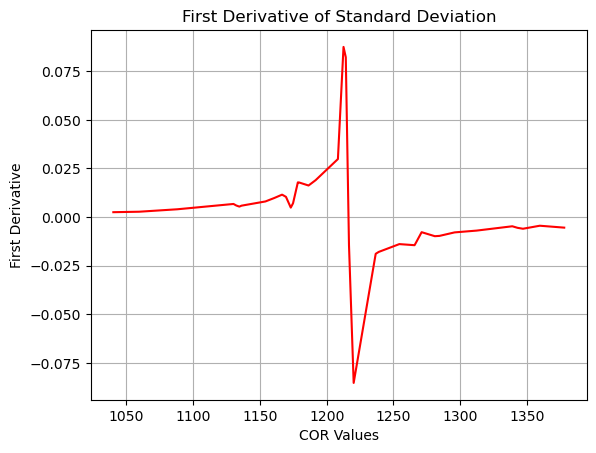 First Derivative of Standard Deviation
0.075
0.050
0.025
0.000
−0.025
−0.050
−0.075
First Derivative
1050 1100 1150 1200 1250 1300 1350
COR Values